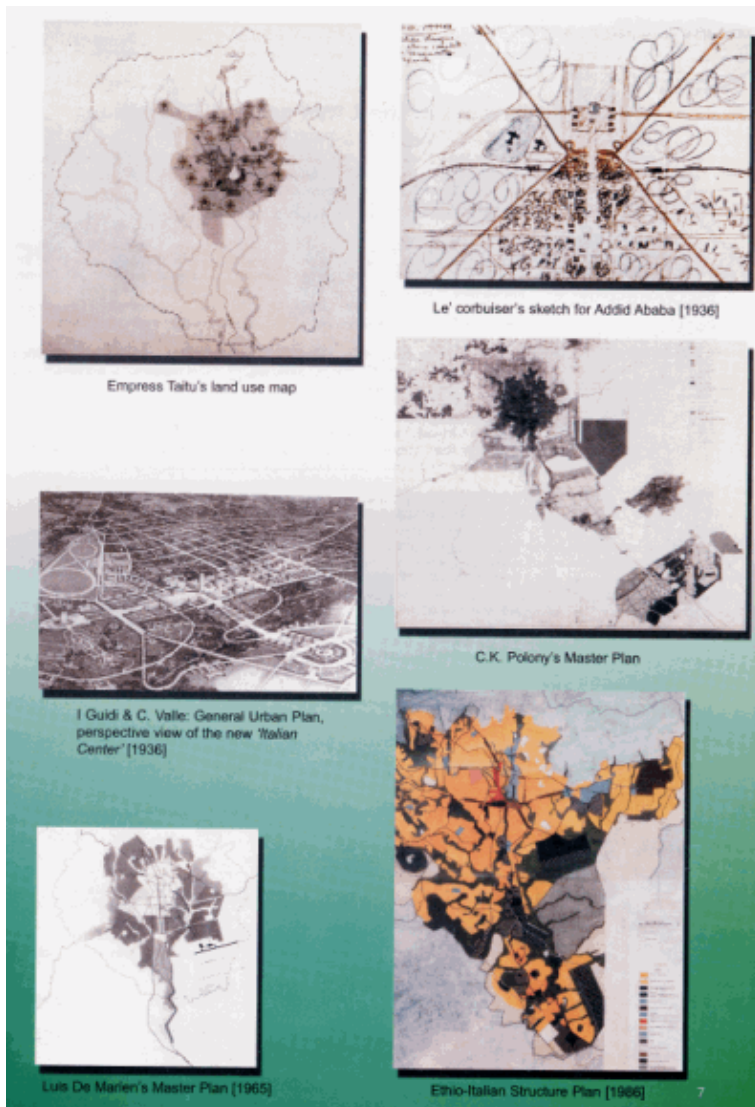 Empress Taitu's land use map
Le' corbuiser's sketch for Addid Ababa [1936]
I Guidi & C. Valle: General Urban Plan,
perspective view of the new 'Italian
Center' [1936]
C.K. Polony's Master Plan
Luis De Marien's Master Plan [1965]
Ethio-Italian Structure Plan [1986]
7